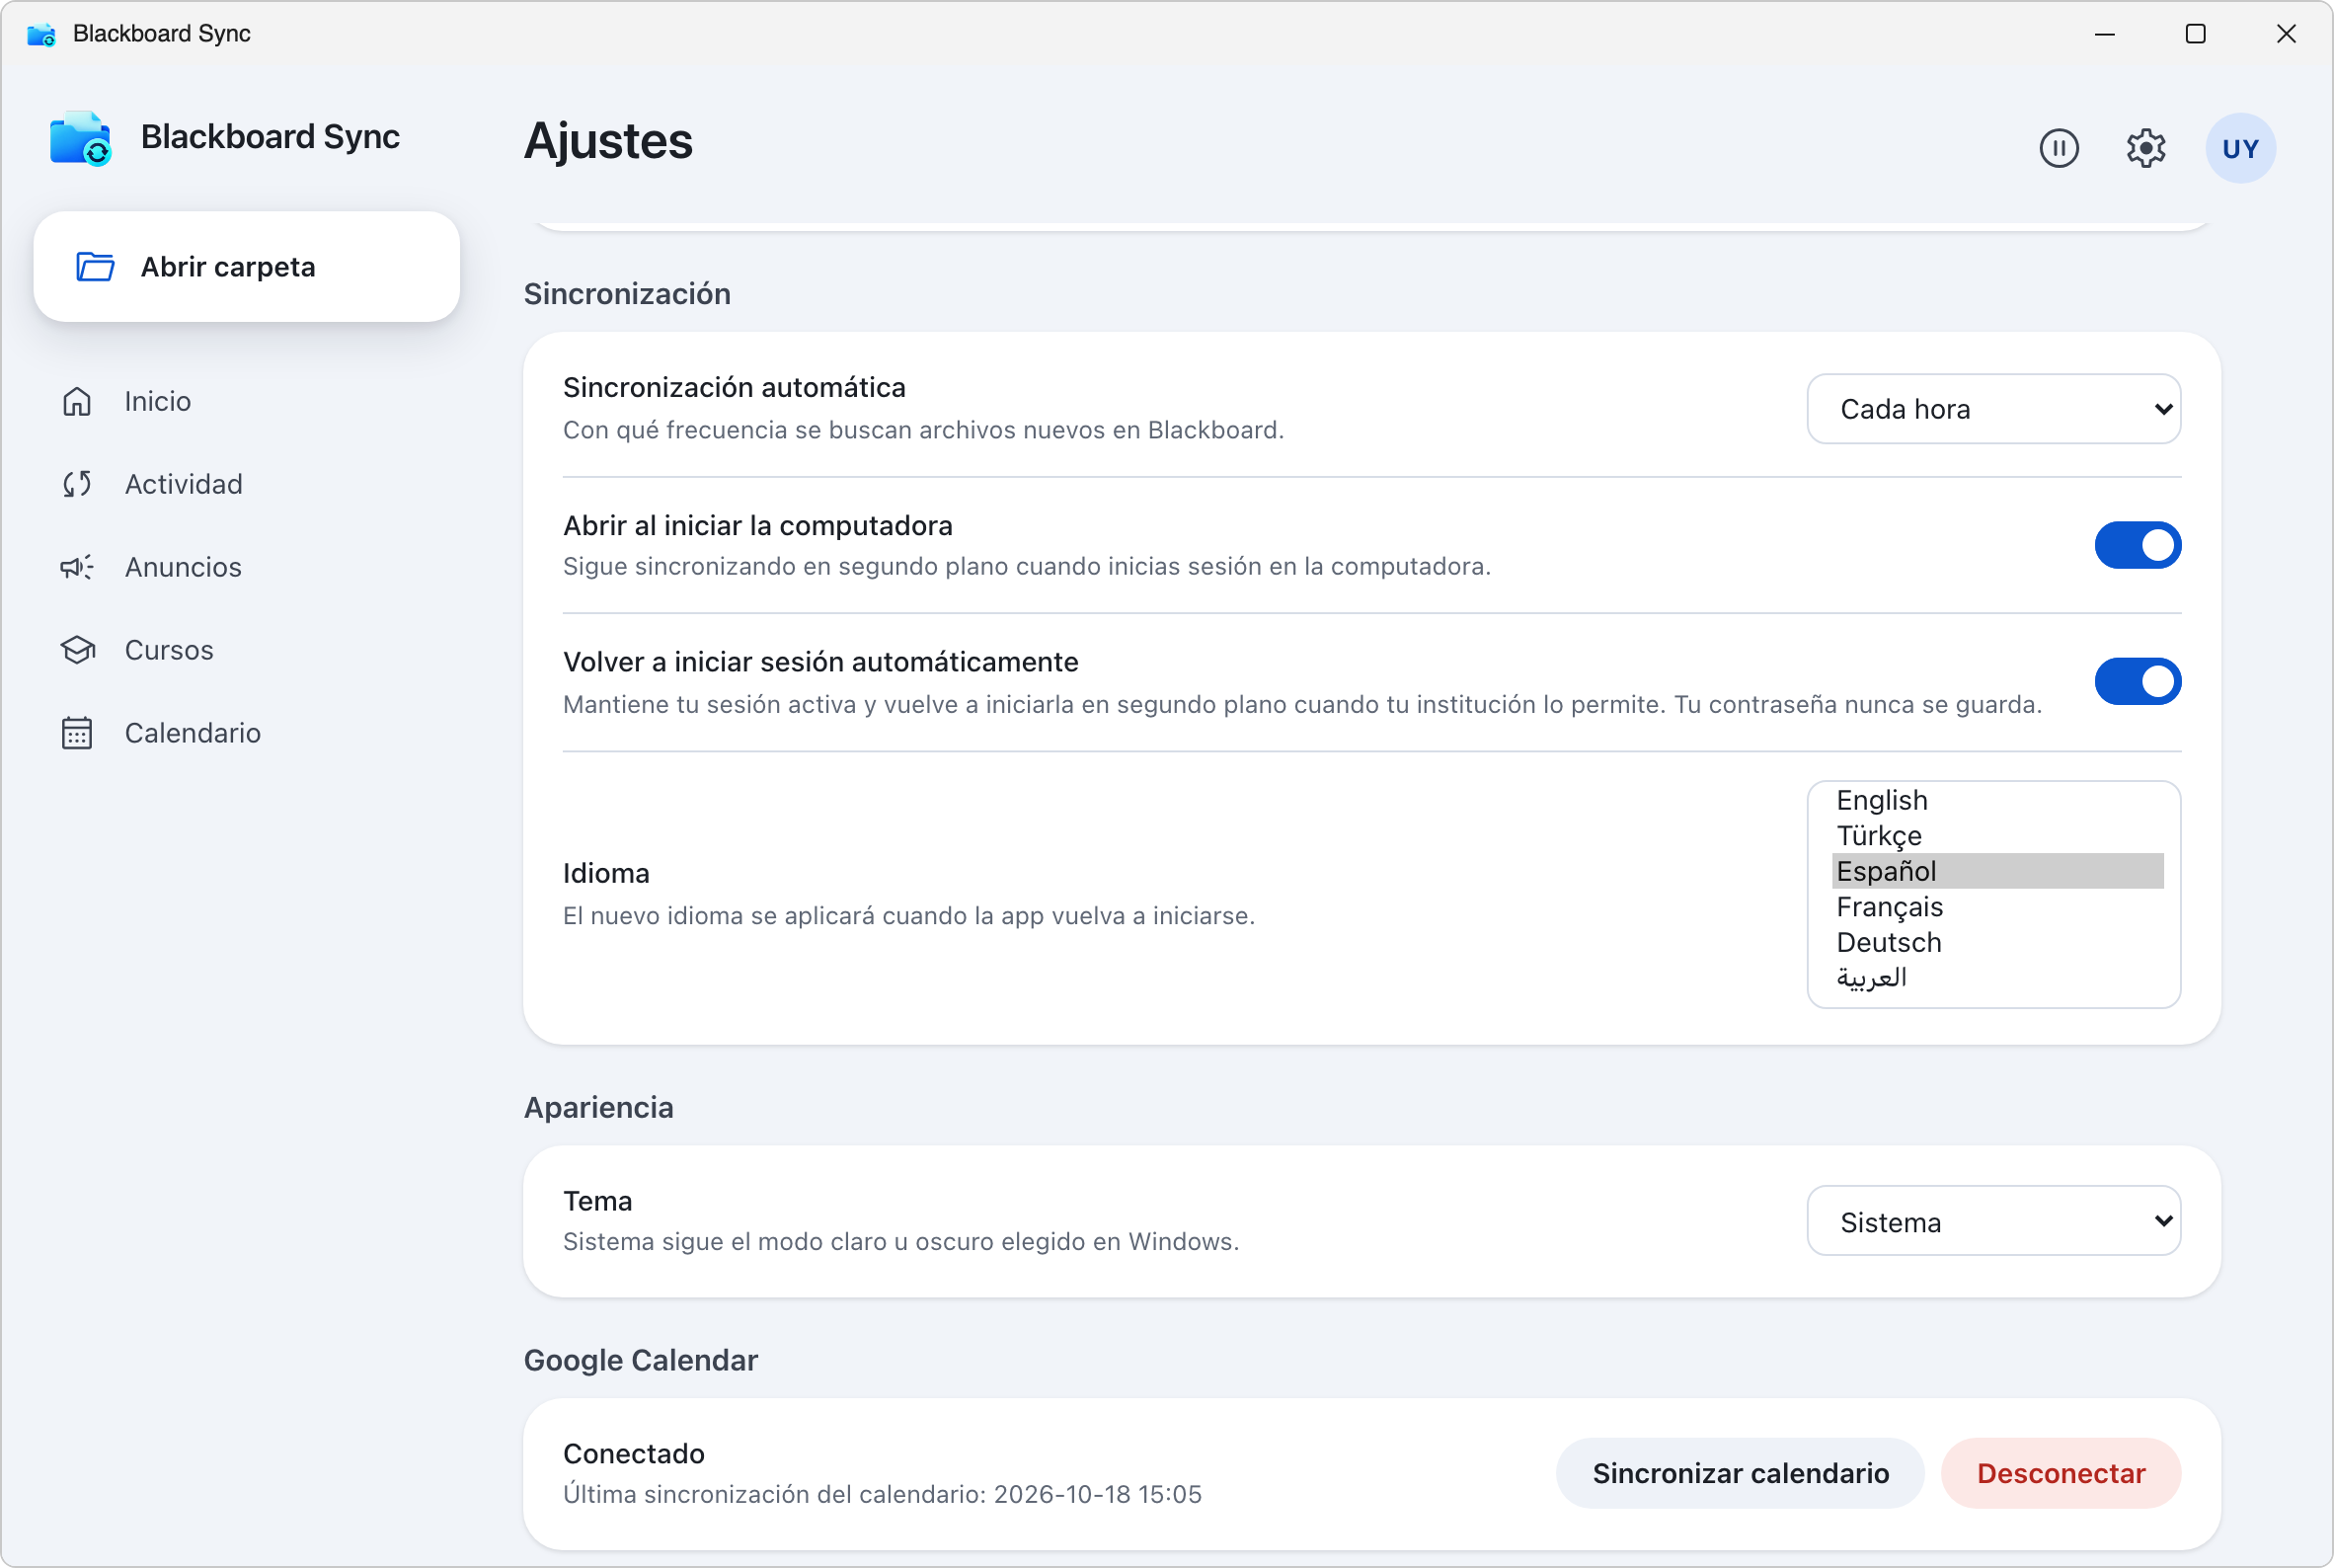 Blackboard Sync
Blackboard Sync
Ajustes
UY
Abrir carpeta
Inicio
Actividad
Anuncios
Cursos
Calendario
Sincronización
Sincronización automática
Con qué frecuencia se buscan archivos nuevos en Blackboard.
Cada hora
Abrir al iniciar la computadora
Sigue sincronizando en segundo plano cuando inicias sesión en la computadora.
Volver a iniciar sesión automáticamente
Mantiene tu sesión activa y vuelve a iniciarla en segundo plano cuando tu institución lo permite. Tu contraseña nunca se guarda.
Idioma
El nuevo idioma se aplicará cuando la app vuelva a iniciarse.
English
Türkçe
Español
Français
Deutsch
العربية
Apariencia
Tema
Sistema sigue el modo claro u oscuro elegido en Windows.
Sistema
Google Calendar
Conectado
Última sincronización del calendario: 2026-10-18 15:05
Sincronizar calendario
Desconectar